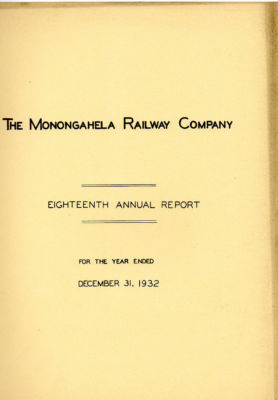 The Monongahela Railway Company
EIGHTEENTH ANNUAL REPORT
FOR THE YEAR ENDED
DECEMBER 31, 1932